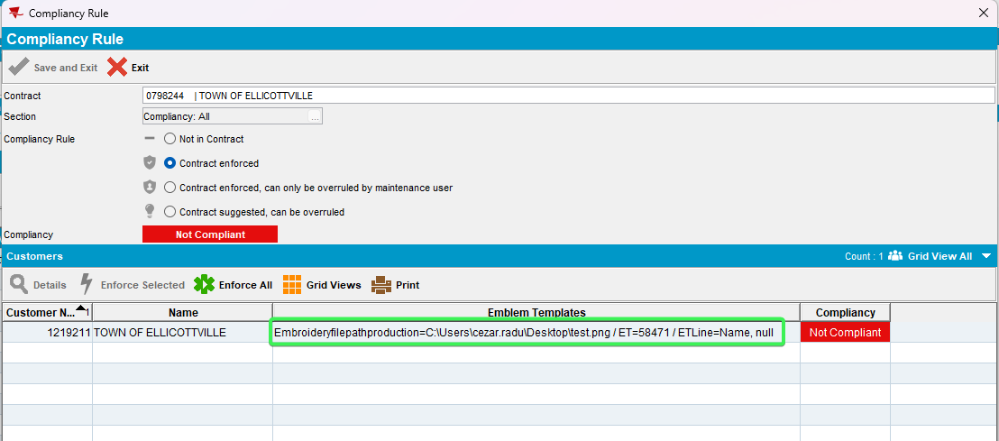 Compliancy Rule
Compliancy Rule
Save and Exit Exit
Contract 0798244 | TOWN OF ELLICOTTVILLE
Section Compliancy: All ...
Compliancy Rule Not in Contract
Contract enforced
Contract enforced, can only be overruled by maintenance user
Contract suggested, can be overruled
Compliancy Not Compliant
Customers Count : 1 Grid View All
Details Enforce Selected Enforce All Grid Views Print
Customer N... 1 Name Emblem Templates Compliancy
1219211 TOWN OF ELLICOTTVILLE Embroideryfilepathproduction=C:\Users\cezar.radu\Desktop\test.png / ET=58471 / ETLine=Name, null Not Compliant